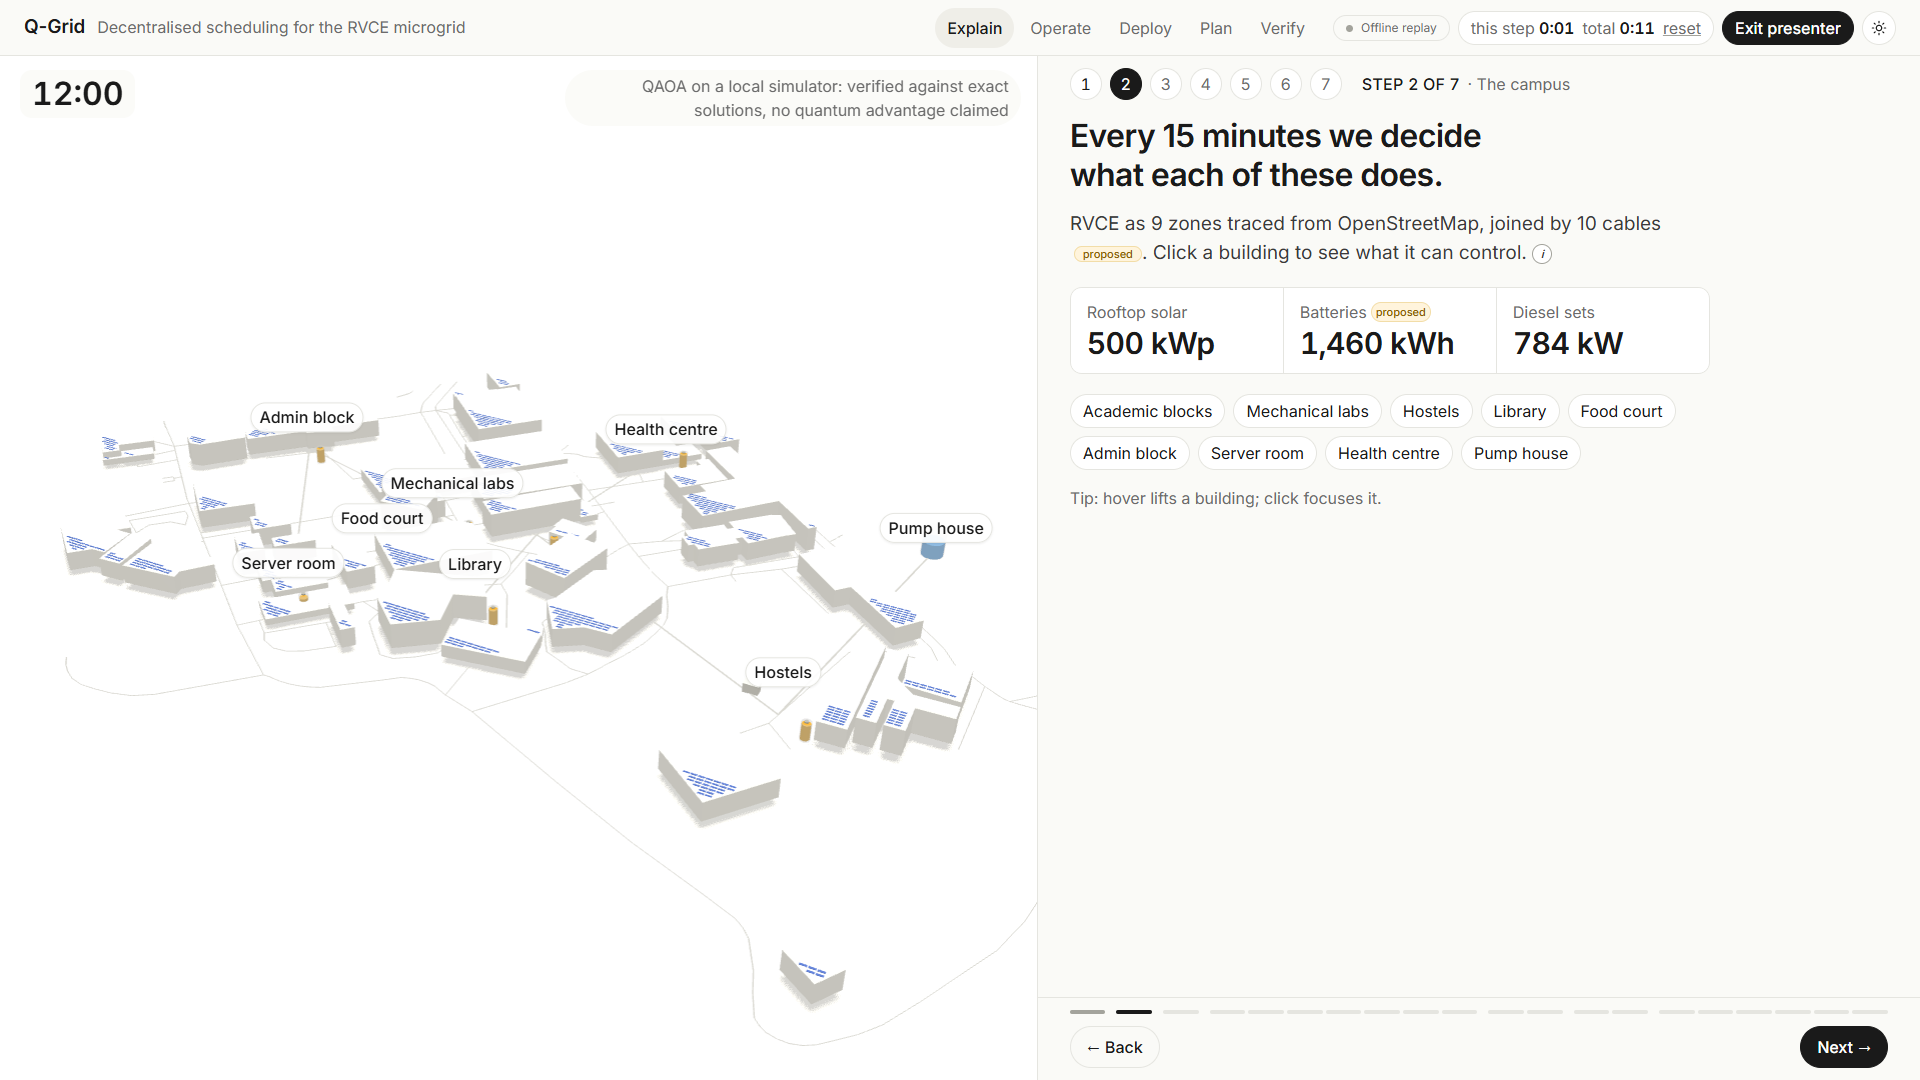 Q-Grid Decentralised scheduling for the RVCE microgrid
Explain Operate Deploy Plan Verify Offline replay this step 0:01 total 0:11 reset Exit presenter
12:00
QAOA on a local simulator: verified against exact
solutions, no quantum advantage claimed
Admin block
Health centre
Mechanical labs
Food court
Pump house
Server room
Library
Hostels
1 2 3 4 5 6 7 STEP 2 OF 7 · The campus
Every 15 minutes we decide
what each of these does.
RVCE as 9 zones traced from OpenStreetMap, joined by 10 cables
proposed. Click a building to see what it can control. i
Rooftop solar
500 kWp
Batteries proposed
1,460 kWh
Diesel sets
784 kW
Academic blocks Mechanical labs Hostels Library Food court
Admin block Server room Health centre Pump house
Tip: hover lifts a building; click focuses it.
← Back
Next →